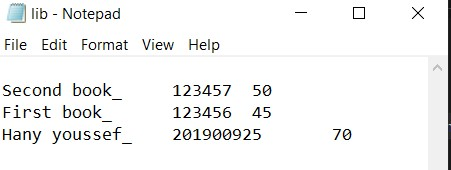 lib - Notepad
File Edit Format View Help
Second book_ 123457 50
First book_ 123456 45
Hany youssef_ 201900925 70